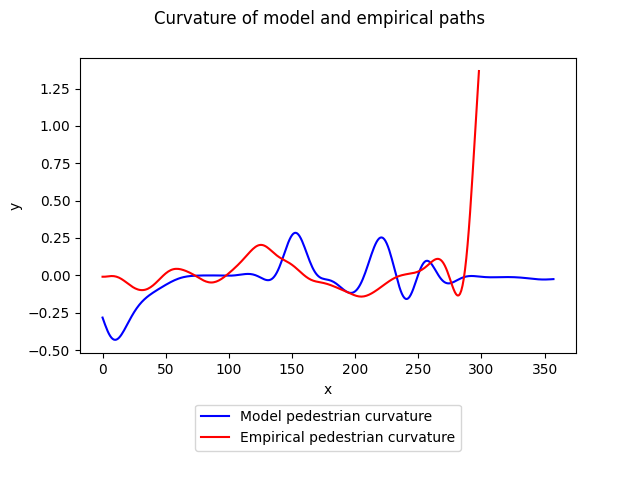 Curvature of model and empirical paths
1.25
1.00
0.75
0.50
0.25
0.00
−0.25
−0.50
y
0 50 100 150 200 250 300 350
x
Model pedestrian curvature
Empirical pedestrian curvature